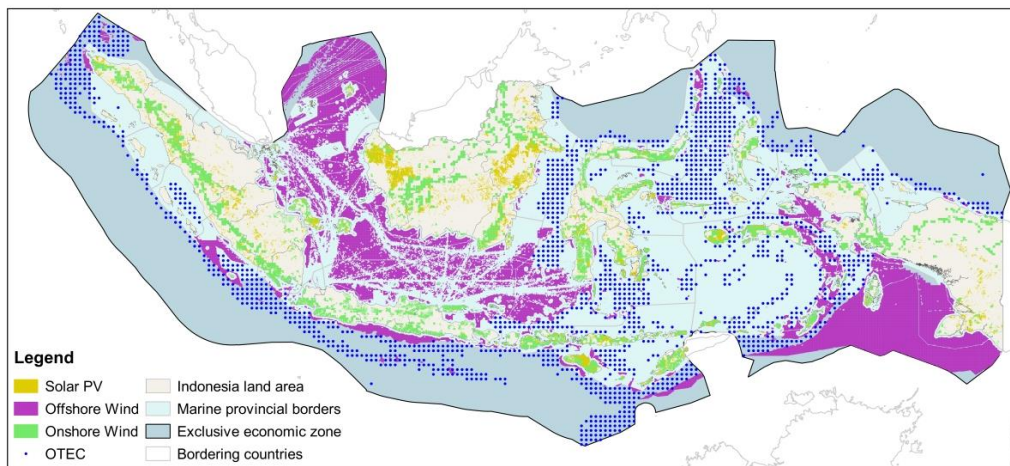 Legend
Solar PV
Offshore Wind
Onshore Wind
OTEC
Indonesia land area
Marine provincial borders
Exclusive economic zone
Bordering countries